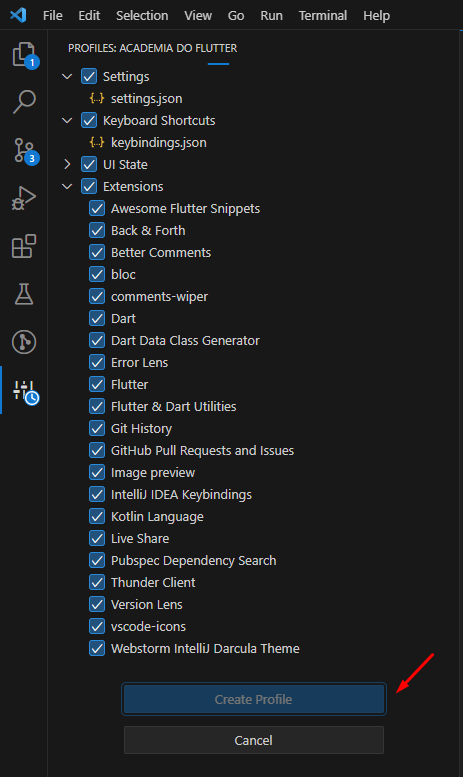 File Edit Selection View Go Run Terminal Help
PROFILES: ACADEMIA DO FLUTTER
Settings
{..} settings.json
Keyboard Shortcuts
{..} keybindings.json
UI State
Extensions
Awesome Flutter Snippets
Back & Forth
Better Comments
bloc
comments-wiper
Dart
Dart Data Class Generator
Error Lens
Flutter
Flutter & Dart Utilities
Git History
GitHub Pull Requests and Issues
Image preview
IntelliJ IDEA Keybindings
Kotlin Language
Live Share
Pubspec Dependency Search
Thunder Client
Version Lens
vscode-icons
Webstorm IntelliJ Darcula Theme
Create Profile
Cancel
1
3